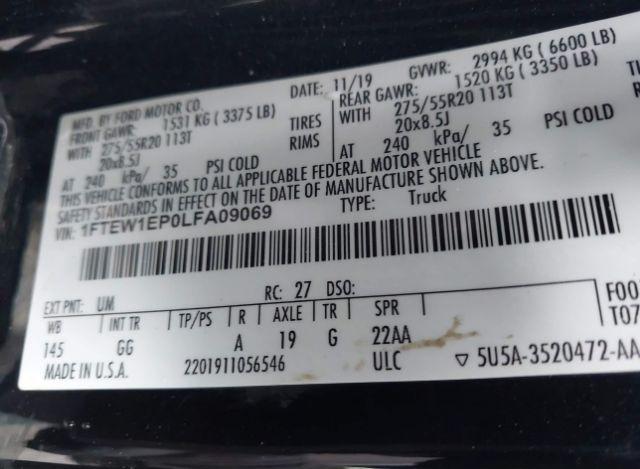 MFD. BY FORD MOTOR CO. DATE: 11/19 GVWR: 2994 KG ( 6600 LB)
FRONT GAWR: 1531 KG ( 3375 LB) REAR GAWR: 1520 KG ( 3350 LB)
WITH 275/55R20 113T TIRES WITH 275/55R20 113T
20x8.5J RIMS 20x8.5J
AT 240 kPa/ 35 PSI COLD AT 240 kPa/ 35 PSI COLD
THIS VEHICLE CONFORMS TO ALL APPLICABLE FEDERAL MOTOR VEHICLE
SAFETY STANDARDS IN EFFECT ON THE DATE OF MANUFACTURE SHOWN ABOVE.
VIN: 1FTEW1EP0LFA09069 TYPE: Truck
EXT PNT: UM RC: 27 DSO:
WB INT TR TP/PS R AXLE TR SPR
145 GG A 19 G 22AA
MADE IN U.S.A. 2201911056546 ULC ▽ 5U5A-3520472-AA